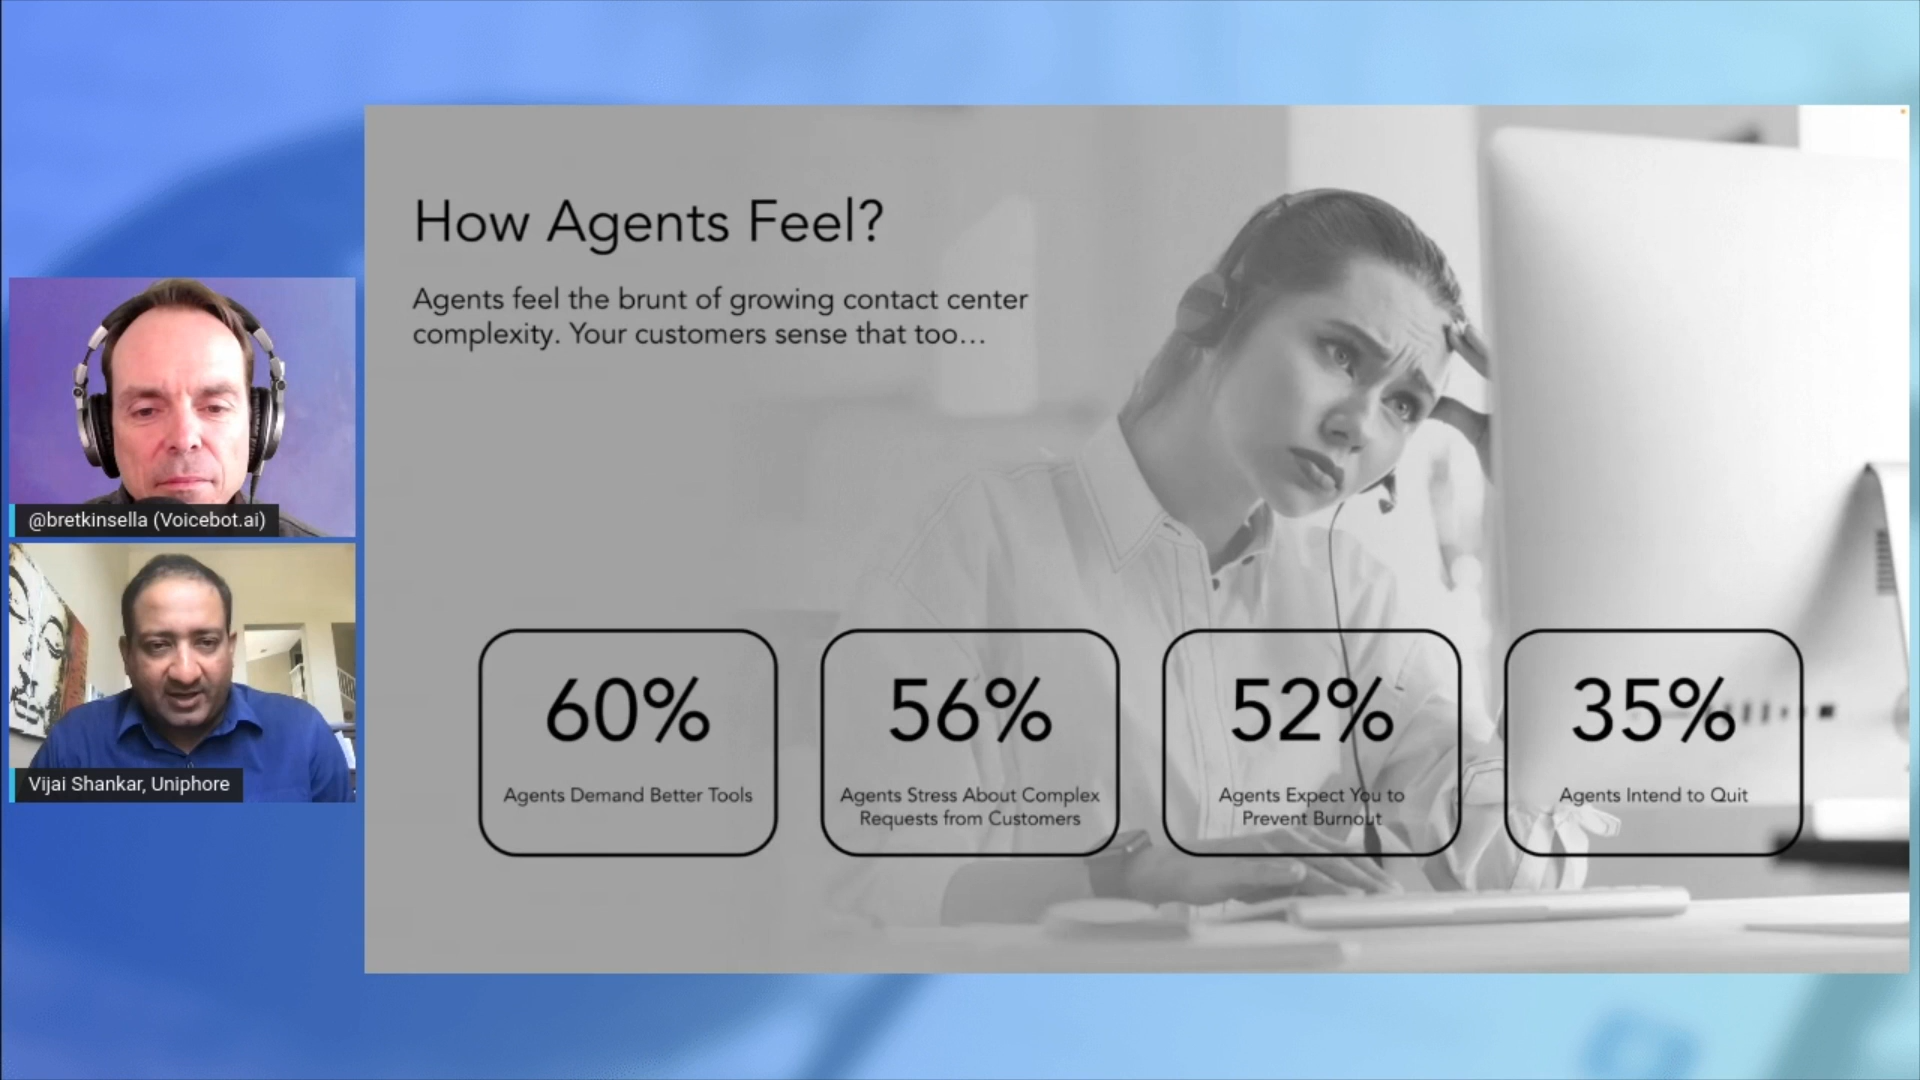 How Agents Feel?
Agents feel the brunt of growing contact center
complexity. Your customers sense that too...
@bretkinsella (Voicebot.ai)
Vijai Shankar, Uniphore
60%
Agents Demand Better Tools
56%
Agents Stress About Complex
Requests from Customers
52%
Agents Expect You to
Prevent Burnout
35%
Agents Intend to Quit